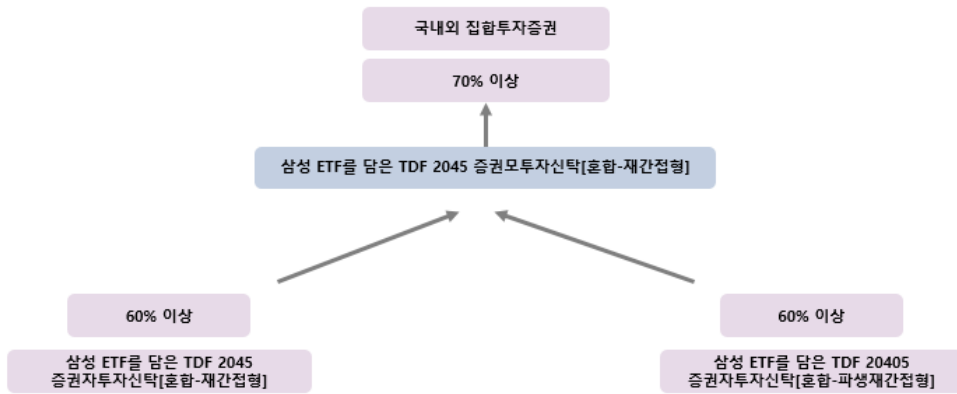 국내외 집합투자증권
70% 이상
삼성 ETF를 담은 TDF 2045 증권모투자신탁[혼합-재간접형]
60% 이상
60% 이상
삼성 ETF를 담은 TDF 2045
증권자투자신탁[혼합-재간접형]
삼성 ETF를 담은 TDF 20405
증권자투자신탁[혼합-파생재간접형]